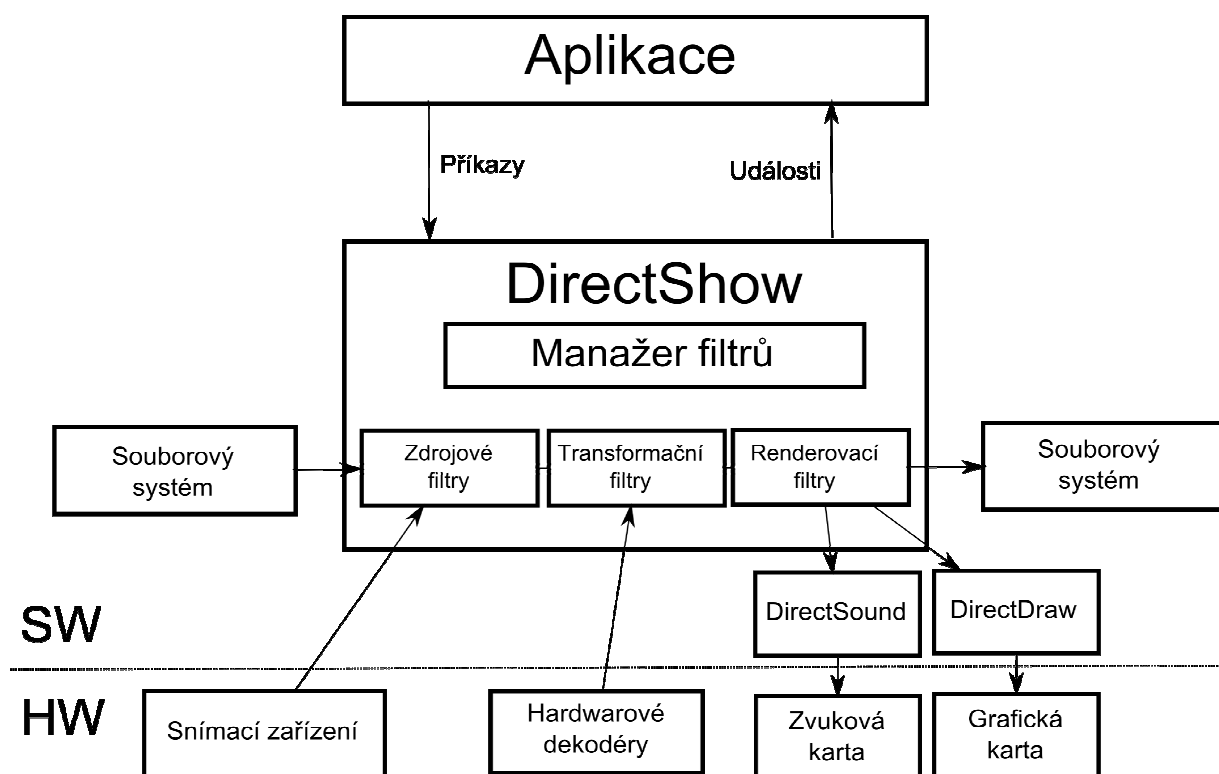 Aplikace
Příkazy
Události
DirectShow
Manažer filtrů
Souborový
systém
Zdrojové
filtry
Transformační
filtry
Renderovací
filtry
Souborový
systém
DirectSound
DirectDraw
SW
HW
Snímací zařízení
Hardwarové
dekodéry
Zvuková
karta
Grafická
karta